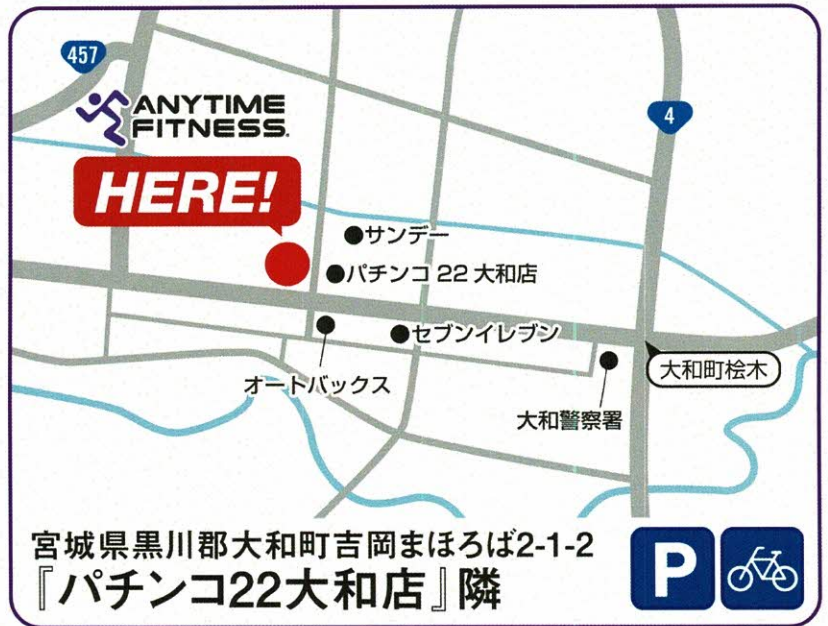 457
4
ANYTIME
FITNESS.
HERE!
サンデー
パチンコ 22 大和店
セブンイレブン
オートバックス
大和町桧木
大和警察署
宮城県黒川郡大和町吉岡まほろば2-1-2
『パチンコ22大和店』隣
P